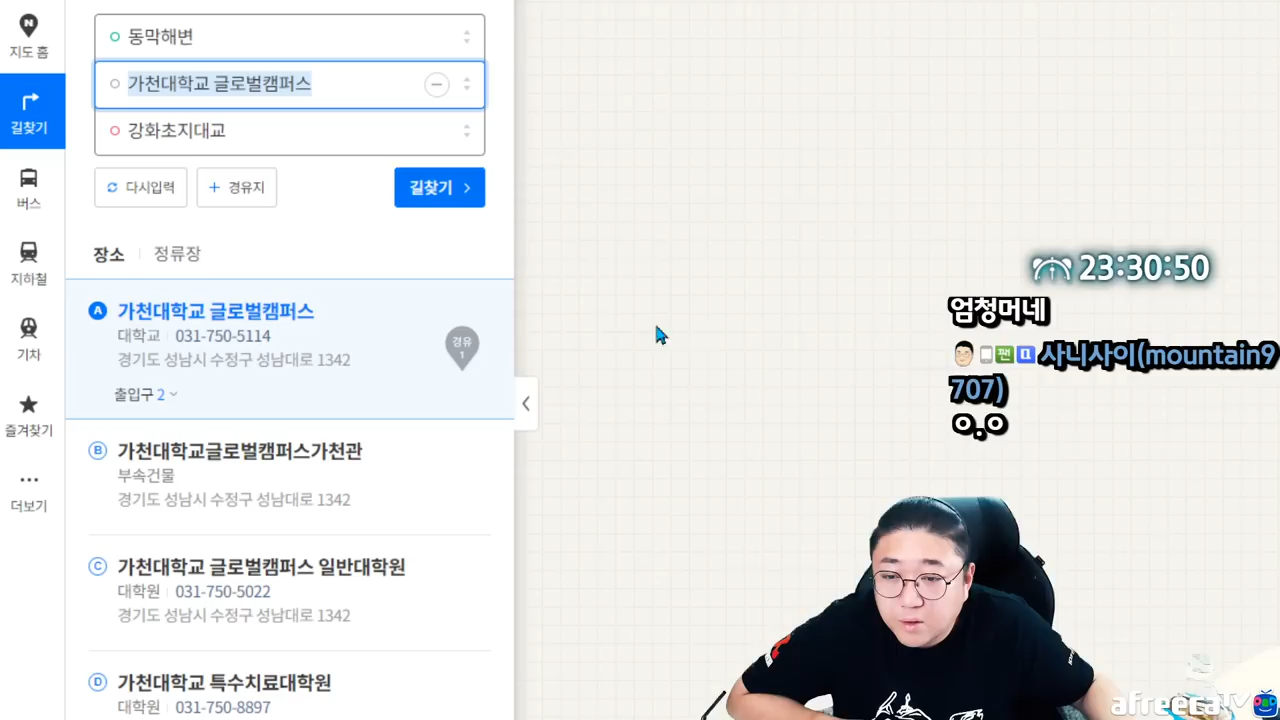 지도 홈
길찾기
버스
지하철
기차
즐겨찾기
더보기
동막해변
가천대학교 글로벌캠퍼스
강화초지대교
다시입력
+ 경유지
길찾기 >
장소 정류장
A 가천대학교 글로벌캠퍼스
대학교 031-750-5114
경기도 성남시 수정구 성남대로 1342
출입구 2
경유
1
B 가천대학교글로벌캠퍼스가천관
부속건물
경기도 성남시 수정구 성남대로 1342
C 가천대학교 글로벌캠퍼스 일반대학원
대학원 031-750-5022
경기도 성남시 수정구 성남대로 1342
D 가천대학교 특수치료대학원
대학원 031-750-8897
23:30:50
엄청머네
팬 사니사이(mountain9
707)
ㅇ.ㅇ
afreecaTV